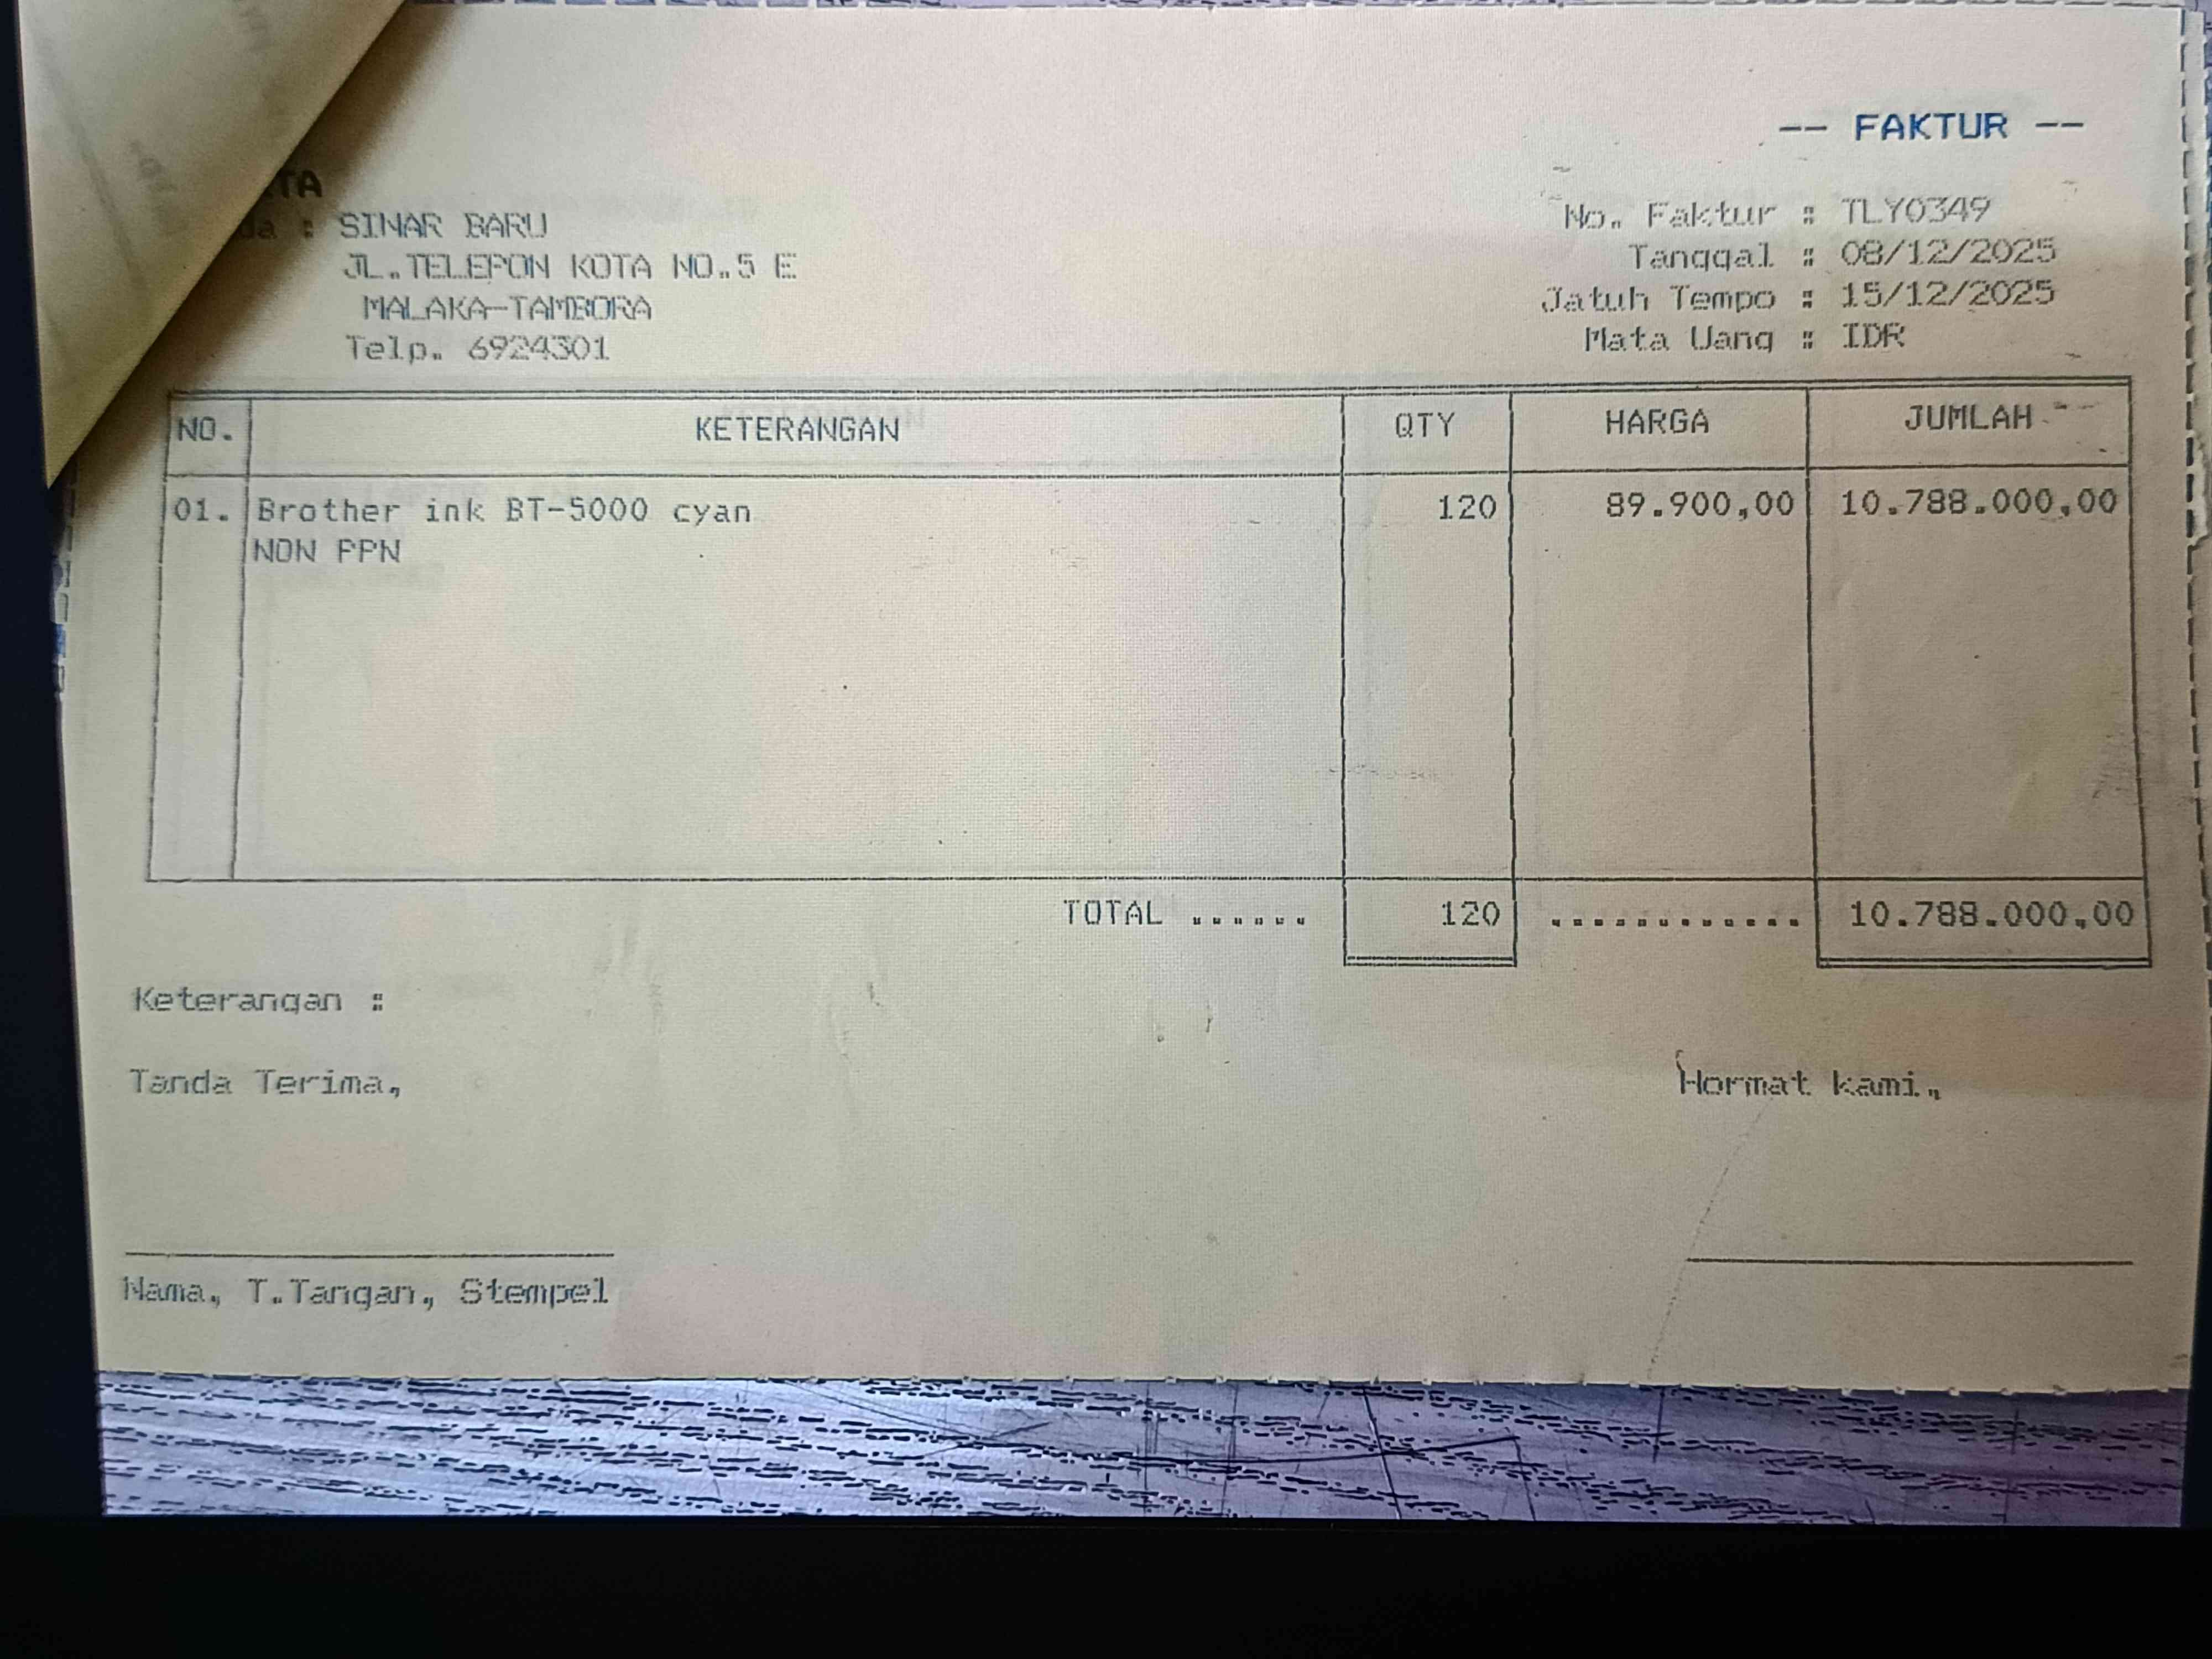 -- FAKTUR --
TA
da : SINAR BARU
JL.TELEPON KOTA NO.5 E
MALAKA-TAMBORA
Telp. 6924301
No. Faktur : TLY0349
Tanggal : 08/12/2025
Jatuh Tempo : 15/12/2025
Mata Uang : IDR
NO. KETERANGAN QTY HARGA JUMLAH
01. Brother ink BT-5000 cyan 120 89.900,00 10.788.000,00
NON PPN
TOTAL ...... 120 ............ 10.788.000,00
Keterangan :
Tanda Terima,
Hormat kami,
Nama, T.Tangan, Stempel